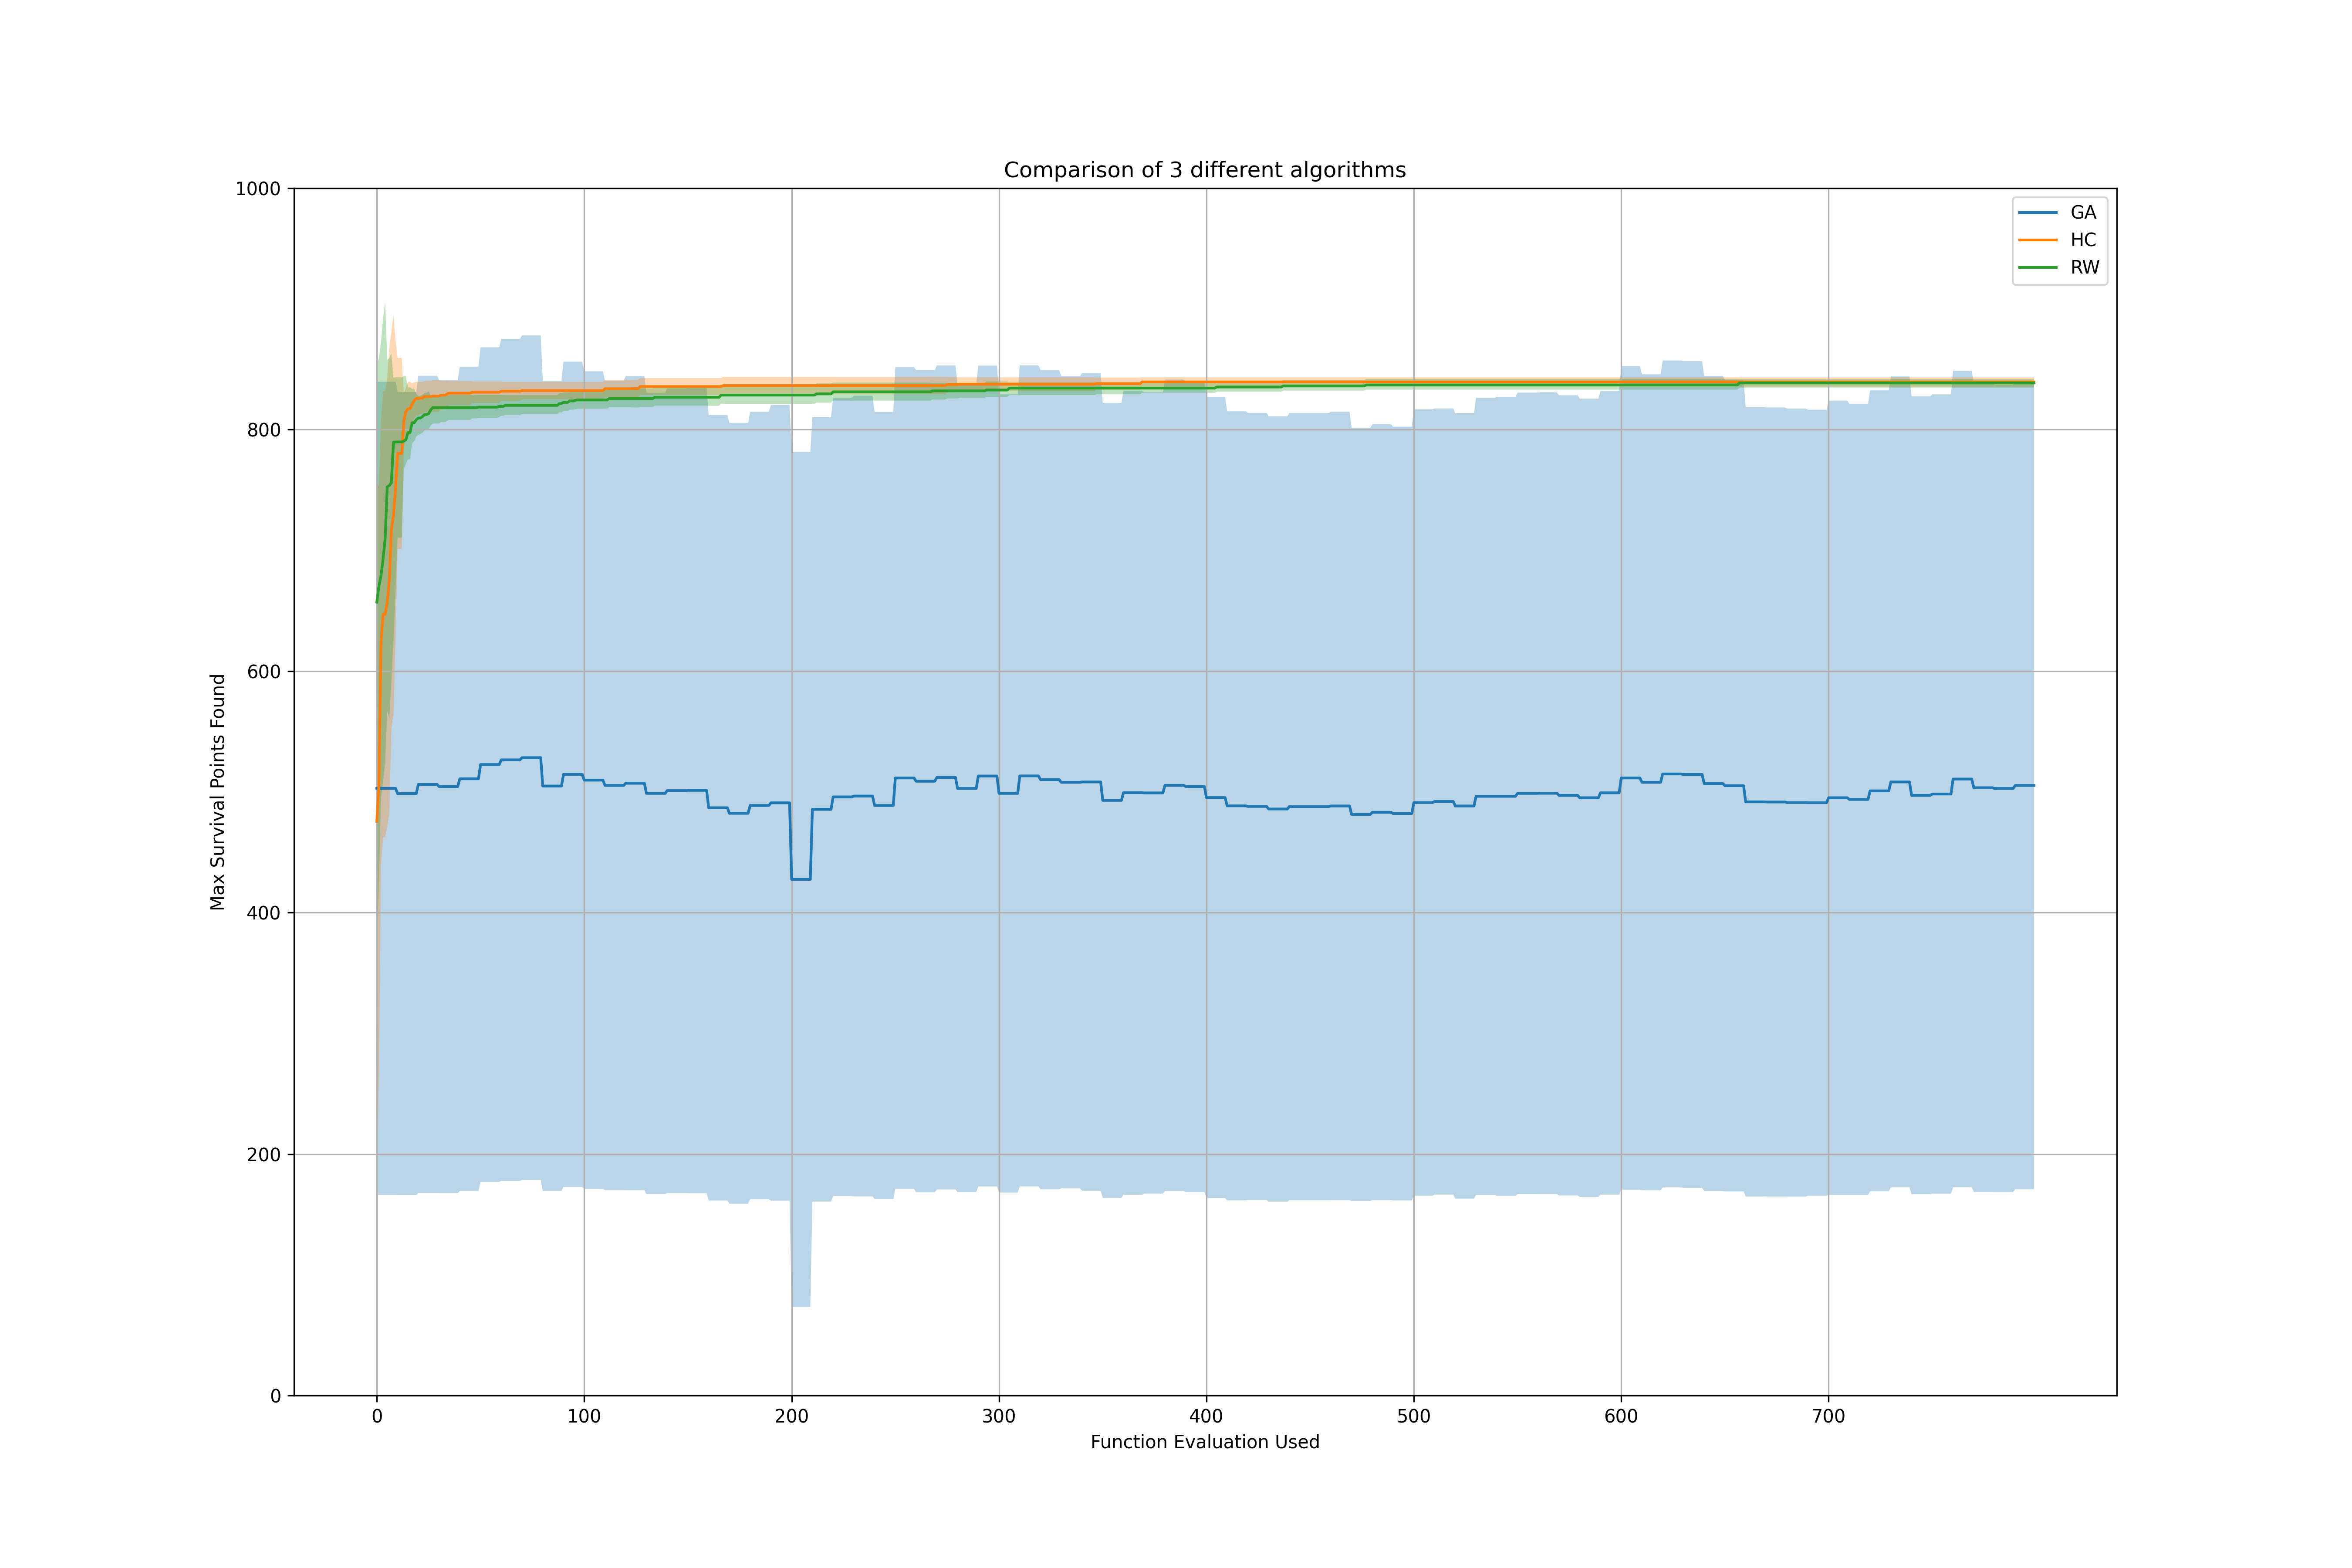 Comparison of 3 different algorithms
1000
800
600
400
200
0
Max Survival Points Found
GA
HC
RW
0 100 200 300 400 500 600 700
Function Evaluation Used